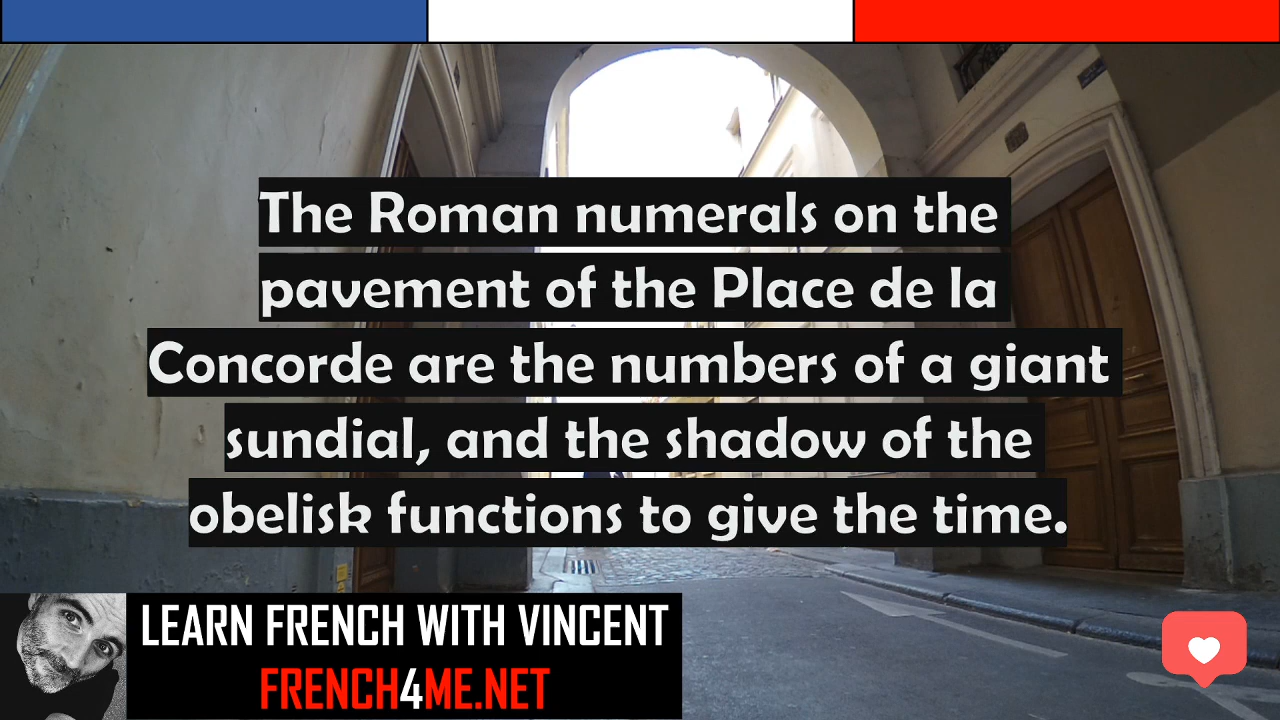 The Roman numerals on the
pavement of the Place de la
Concorde are the numbers of a giant
sundial, and the shadow of the
obelisk functions to give the time.
LEARN FRENCH WITH VINCENT
FRENCH4ME.NET